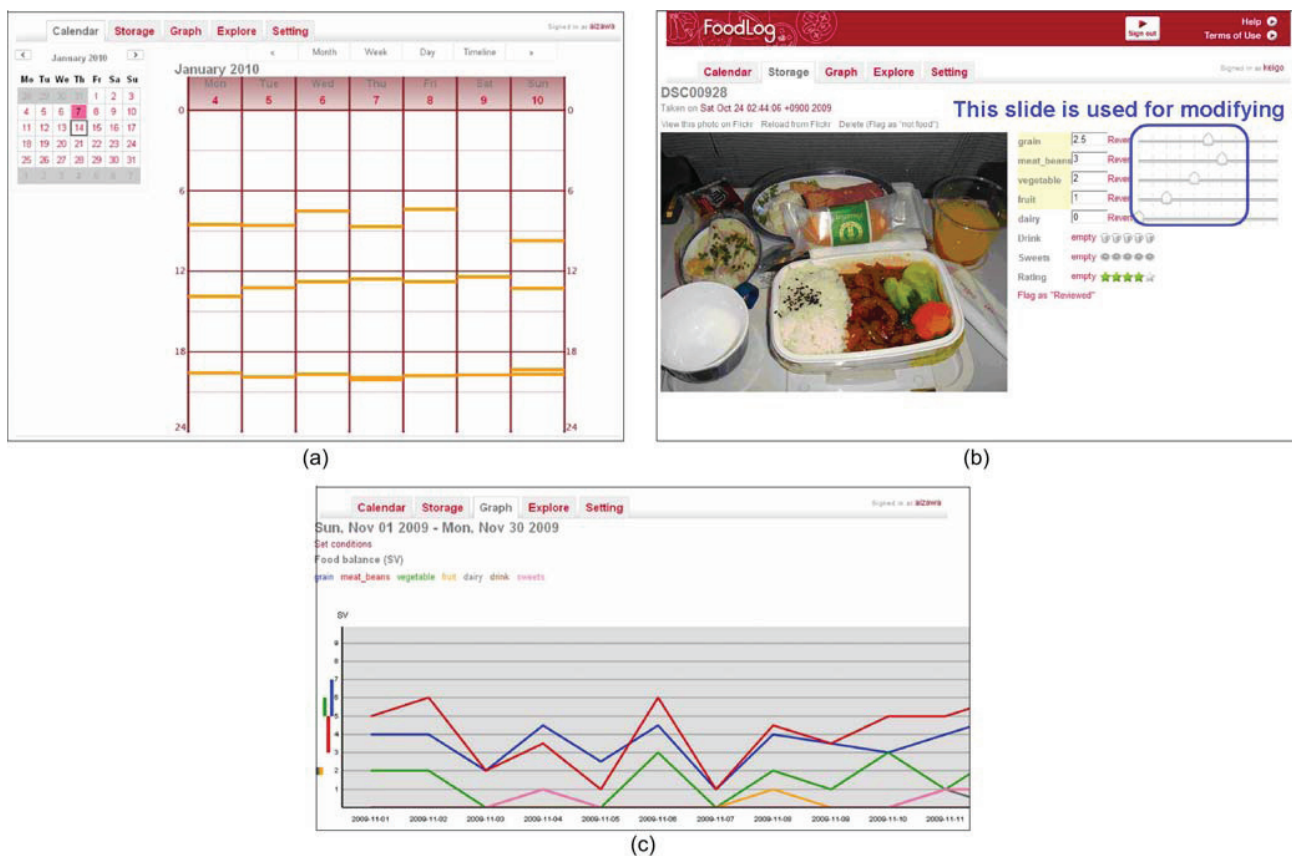 Calendar Storage Graph Explore Setting
Signed in as aizawa
< January 2010 >
« Month Week Day Timeline »
Mo Tu We Th Fr Sa Su
28 29 30 31 1 2 3
4 5 6 7 8 9 10
11 12 13 14 15 16 17
18 19 20 21 22 23 24
25 26 27 28 29 30 31
1 2 3 4 5 6 7
January 2010
Mon Tue Wed Thu Fri Sat Sun
4 5 6 7 8 9 10
0 0
6 6
12 12
18 18
24 24
(a)
FoodLog
Sign out
Help
Terms of Use
Calendar Storage Graph Explore Setting
Signed in as keigo
DSC00928
Taken on Sat Oct 24 02:44:06 +0900 2009
View this photo on Flickr Reload from Flickr Delete (Flag as "not food")
This slide is used for modifying
grain 2.5 Rever
meat_beans 3 Rever
vegetable 2 Rever
fruit 1 Rever
dairy 0 Revert
Drink empty
Sweets empty
Rating empty
Flag as "Reviewed"
(b)
Calendar Storage Graph Explore Setting
Signed in as aizawa
Sun, Nov 01 2009 - Mon, Nov 30 2009
Set conditions
Food balance (SV)
grain meat_beans vegetable fruit dairy drink sweets
SV
9
8
7
6
5
4
3
2
1
2009-11-01 2009-11-02 2009-11-03 2009-11-04 2009-11-05 2009-11-06 2009-11-07 2009-11-08 2009-11-09 2009-11-10 2009-11-11
(c)